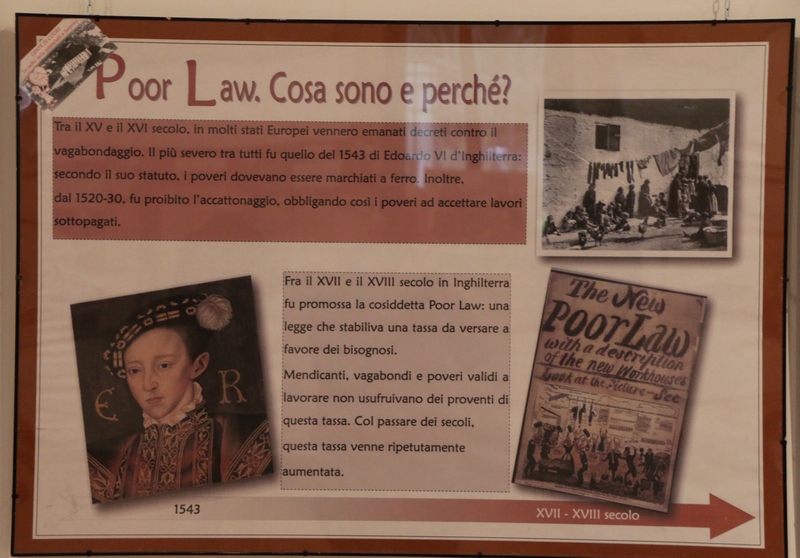 Poor Law. Cosa sono e perché?
Tra il XV e il XVI secolo, in molti stati Europei vennero emanati decreti contro il
vagabondaggio. Il più severo tra tutti fu quello del 1543 di Edoardo VI d'Inghilterra:
secondo il suo statuto, i poveri dovevano essere marchiati a ferro. Inoltre,
dal 1520-30, fu proibito l'accattonaggio, obbligando così i poveri ad accettare lavori
sottopagati.
Fra il XVII e il XVIII secolo in Inghilterra
fu promossa la cosiddetta Poor Law: una
legge che stabiliva una tassa da versare a
favore dei bisognosi.
Mendicanti, vagabondi e poveri validi a
lavorare non usufruivano dei proventi di
questa tassa. Col passare dei secoli,
questa tassa venne ripetutamente
aumentata.
E R
The New
Poor Law
with a description
of the new Workhouses
Look at the Picture - See
1543
XVII - XVIII secolo